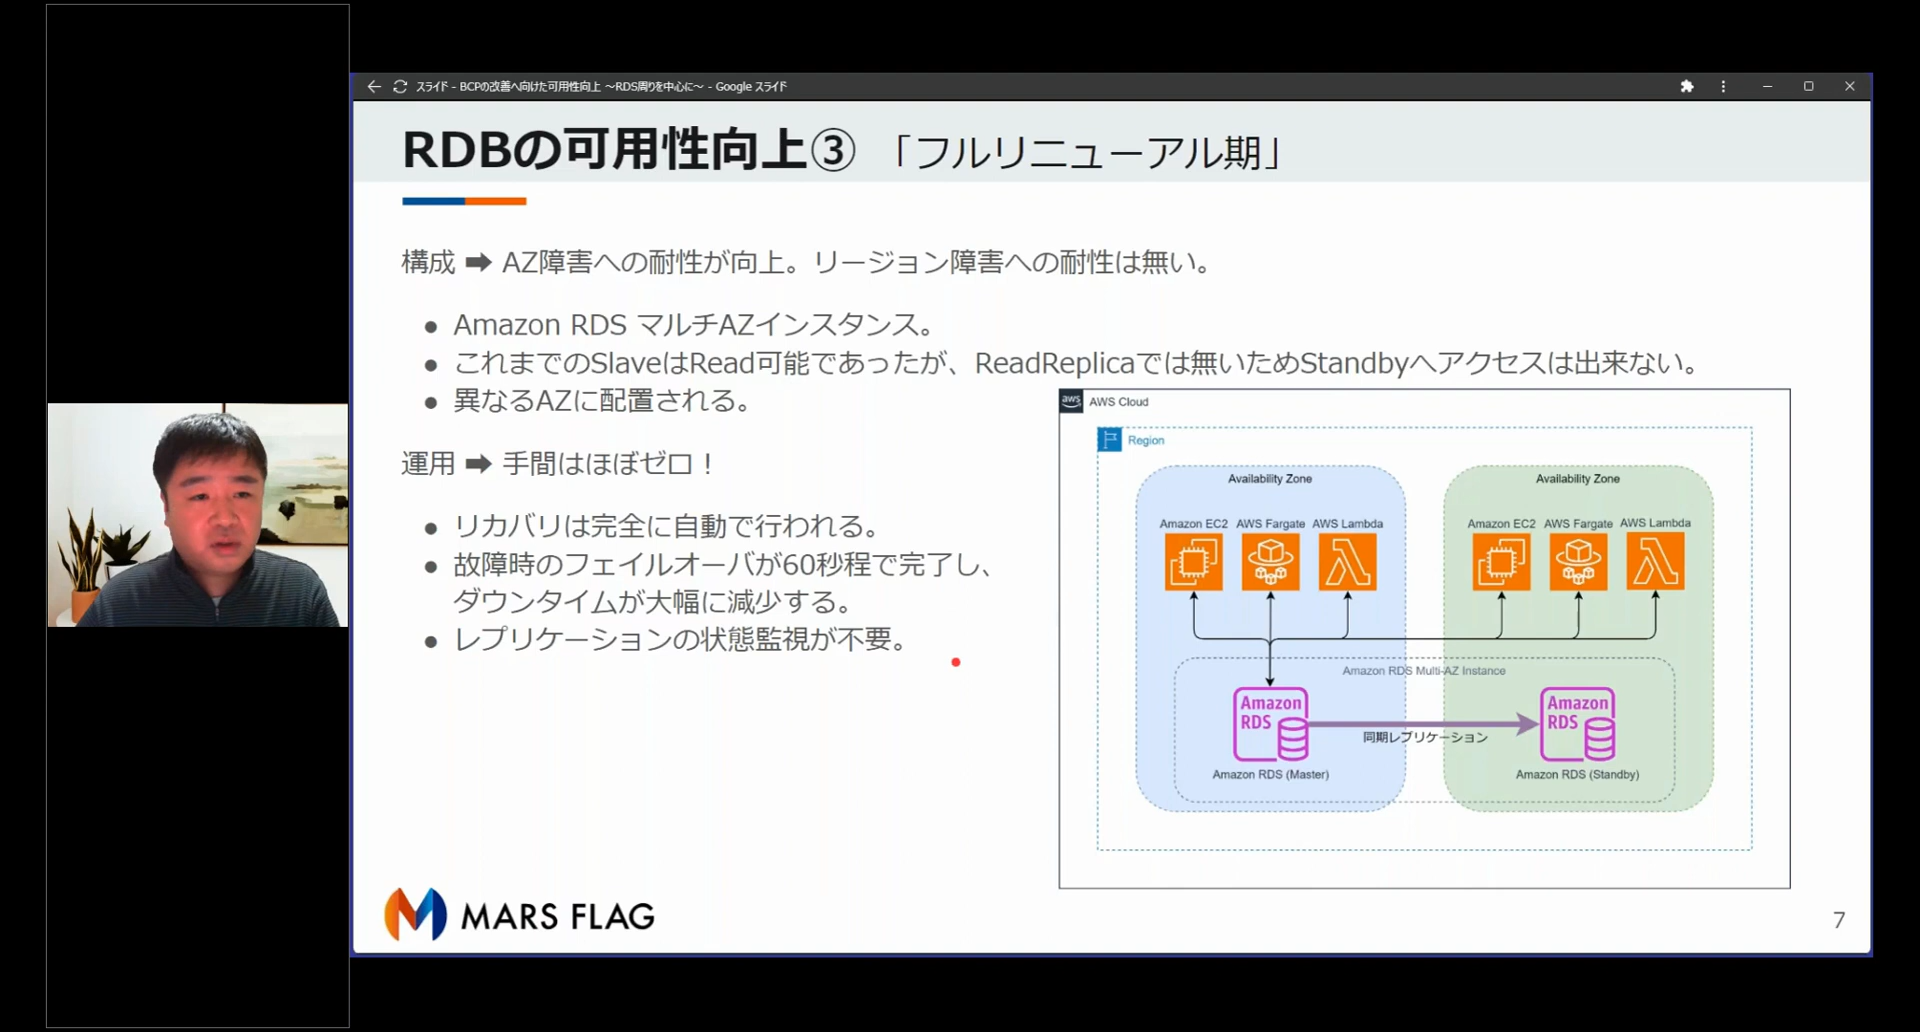 スライド - BCPの改善へ向けた可用性向上 ～RDS周りを中心に～ - Google スライド
RDBの可用性向上③ 「フルリニューアル期」
構成 ➡ AZ障害への耐性が向上。リージョン障害への耐性は無い。
● Amazon RDS マルチAZインスタンス。
● これまでのSlaveはRead可能であったが、ReadReplicaでは無いためStandbyへアクセスは出来ない。
● 異なるAZに配置される。
運用 ➡ 手間はほぼゼロ！
● リカバリは完全に自動で行われる。
● 故障時のフェイルオーバが60秒程で完了し、
ダウンタイムが大幅に減少する。
● レプリケーションの状態監視が不要。
aws AWS Cloud
Region
Availability Zone
Amazon EC2 AWS Fargate AWS Lambda
Availability Zone
Amazon EC2 AWS Fargate AWS Lambda
Amazon RDS Multi-AZ Instance
Amazon
RDS
Amazon RDS (Master)
同期レプリケーション
Amazon
RDS
Amazon RDS (Standby)
MARS FLAG
7